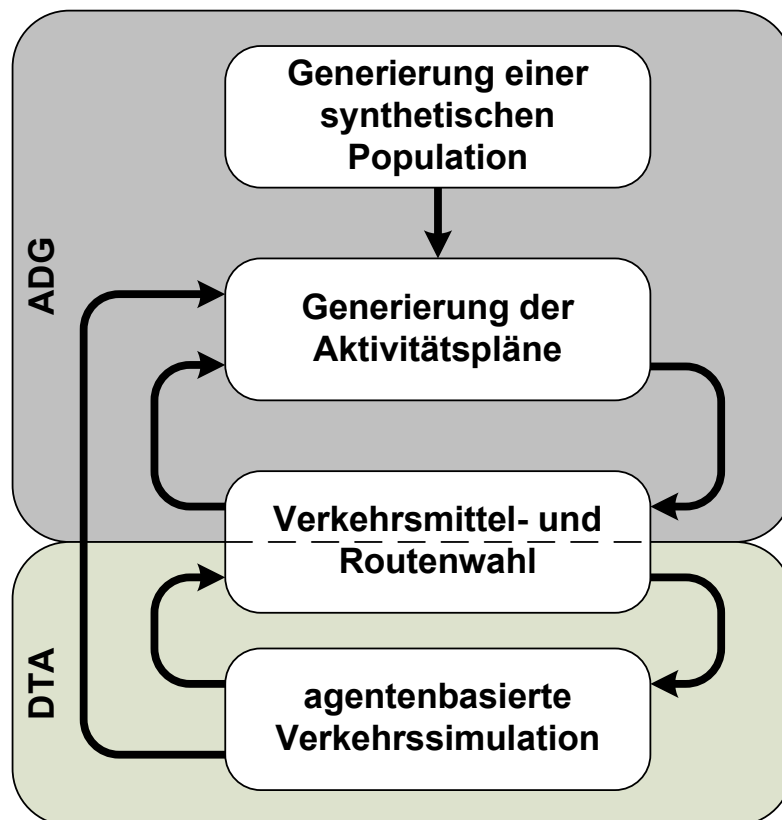 Generierung einer
synthetischen
Population
ADG
Generierung der
Aktivitätspläne
Verkehrsmittel- und
Routenwahl
DTA
agentenbasierte
Verkehrssimulation